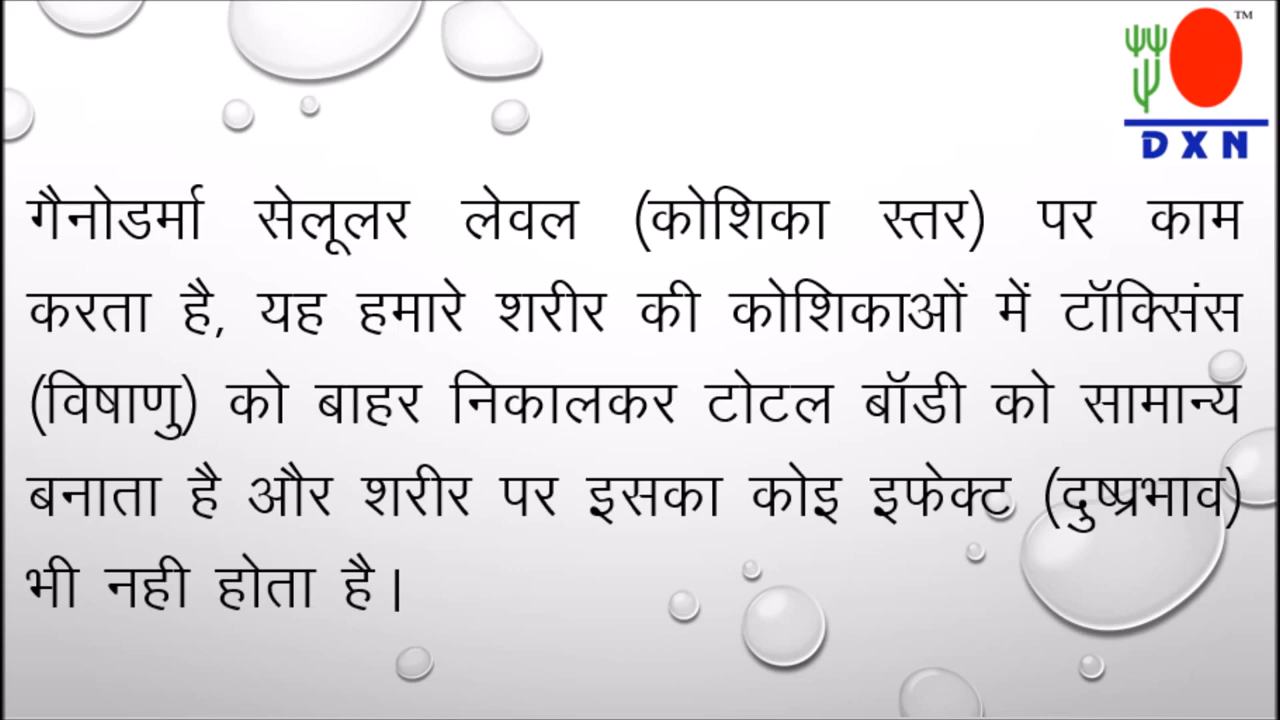 TM
DXN
गैनोडर्मा सेलूलर लेवल (कोशिका स्तर) पर काम
करता है, यह हमारे शरीर की कोशिकाओं में टॉक्सिंस
(विषाणु) को बाहर निकालकर टोटल बॉडी को सामान्य
बनाता है और शरीर पर इसका कोइ इफेक्ट (दुष्प्रभाव)
भी नही होता है।